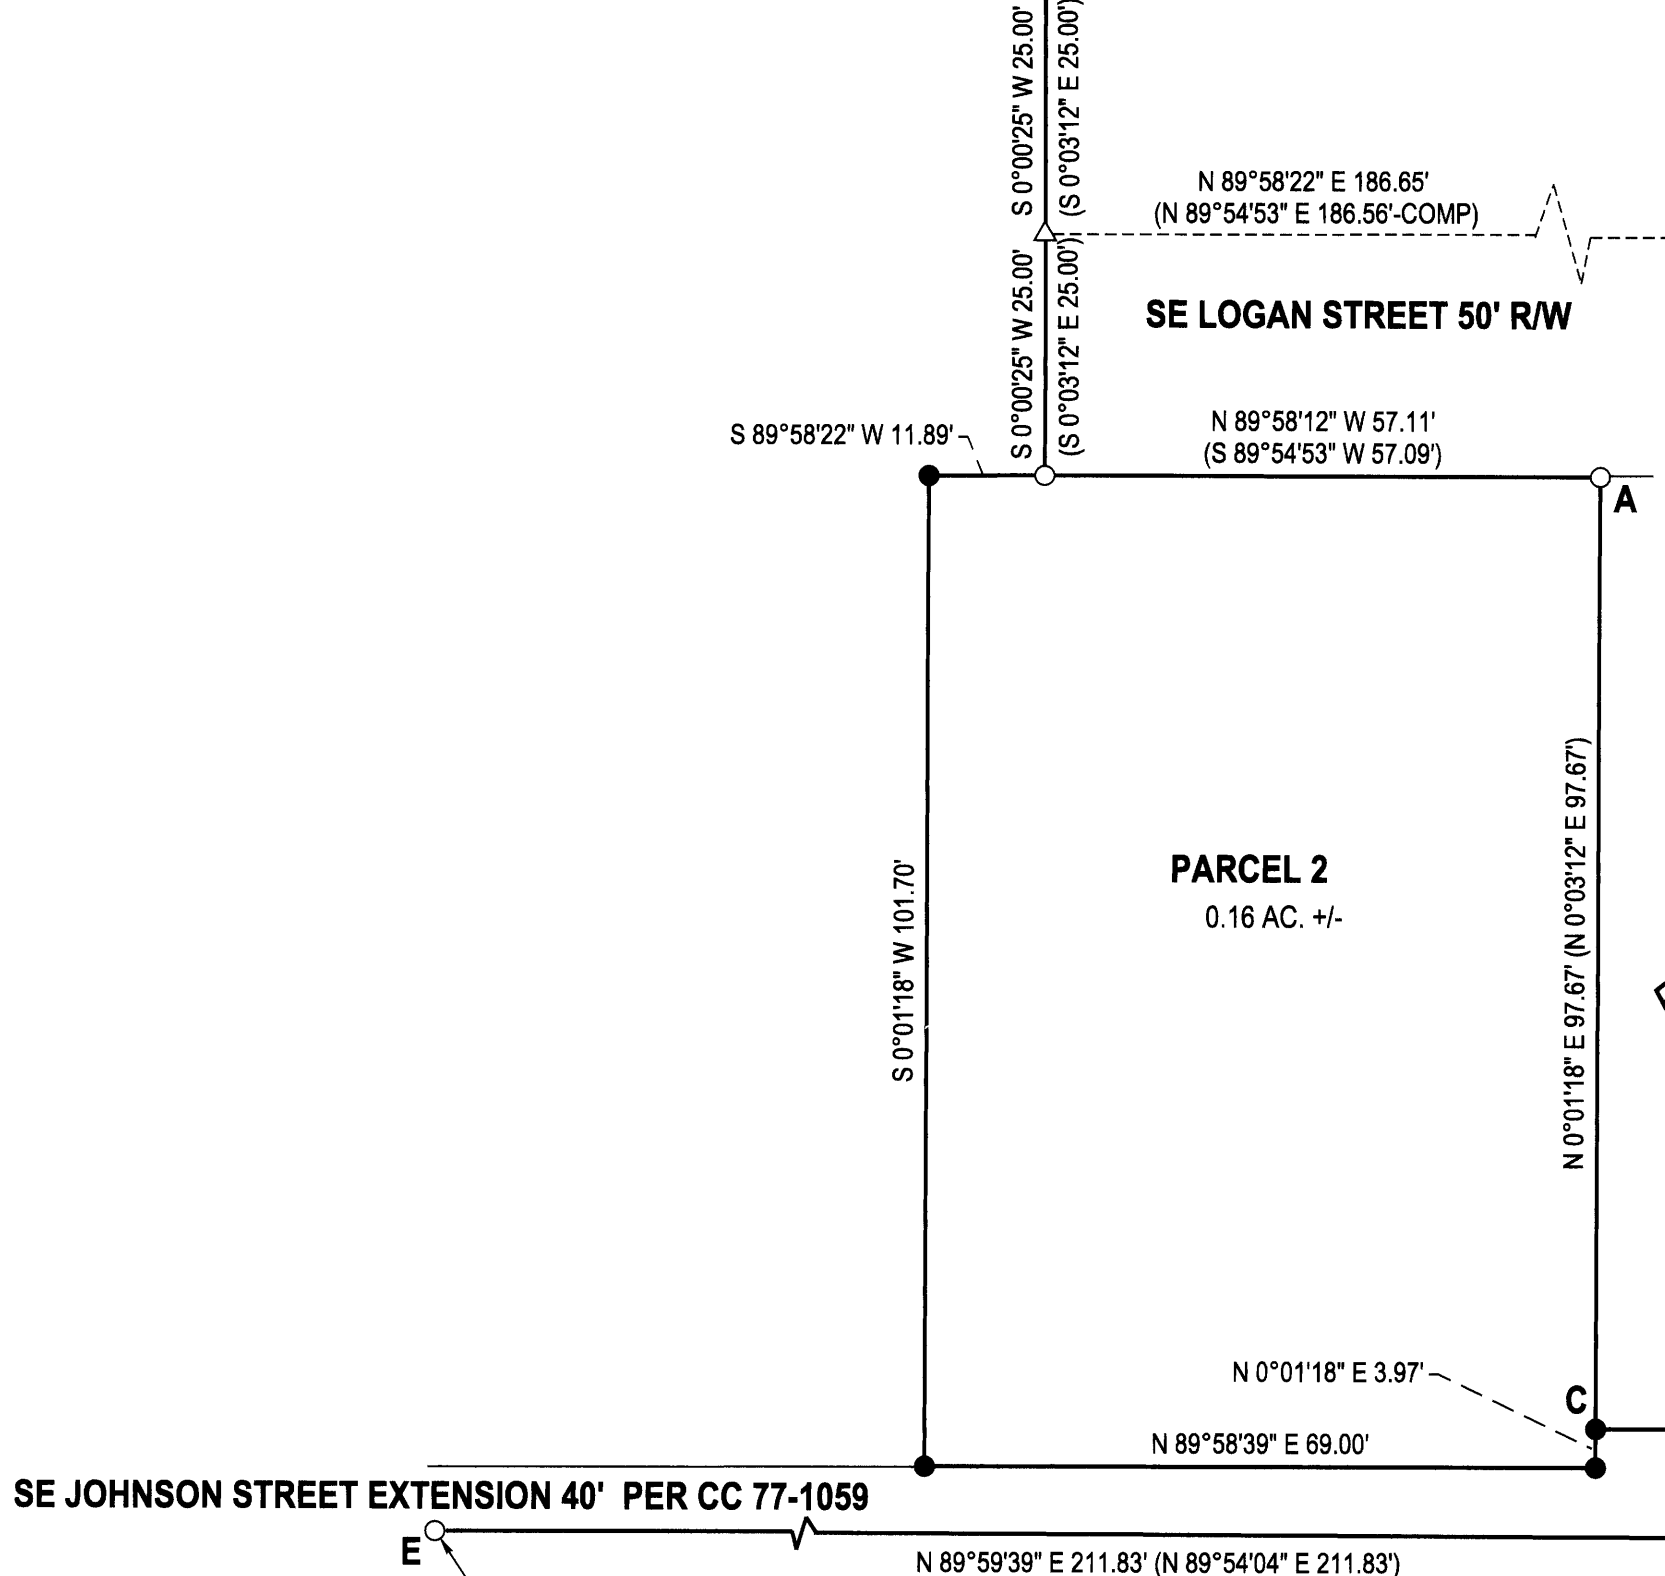 S 0°00'25" W 25.00'
(S 0°03'12" E 25.00')
N 89°58'22" E 186.65'
(N 89°54'53" E 186.56'-COMP)
S 0°00'25" W 25.00'
(S 0°03'12" E 25.00')
SE LOGAN STREET 50' R/W
S 89°58'22" W 11.89'
N 89°58'12" W 57.11'
(S 89°54'53" W 57.09')
A
S 0°01'18" W 101.70'
PARCEL 2
0.16 AC. +/-
N 0°01'18" E 97.67' (N 0°03'12" E 97.67')
N 0°01'18" E 3.97'
C
N 89°58'39" E 69.00'
SE JOHNSON STREET EXTENSION 40' PER CC 77-1059
E
N 89°59'39" E 211.83' (N 89°54'04" E 211.83')